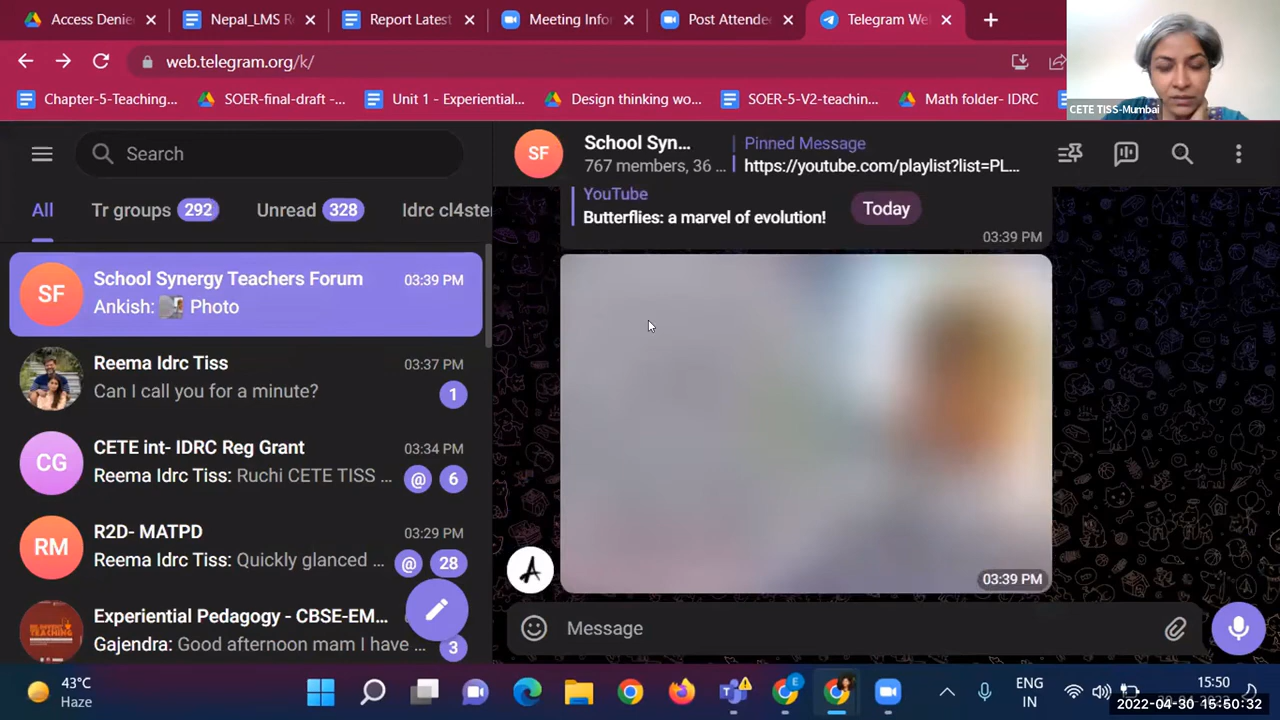 Access Denie
Nepal_LMS R
Report Latest
Meeting Info
Post Attende
Telegram We
web.telegram.org/k/
Chapter-5-Teaching...
SOER-final-draft -...
Unit 1 - Experiential...
Design thinking wo...
SOER-5-V2-teachin...
Math folder- IDRC
CETE TISS-Mumbai
Search
SF
School Syn...
767 members, 36 ...
Pinned Message
https://youtube.com/playlist?list=PL...
All
Tr groups 292
Unread 328
Idrc cl4ste
YouTube
Butterflies: a marvel of evolution!
Today
03:39 PM
SF
School Synergy Teachers Forum
03:39 PM
Ankish: Photo
Reema Idrc Tiss
03:37 PM
Can I call you for a minute?
1
CG
CETE int- IDRC Reg Grant
03:34 PM
Reema Idrc Tiss: Ruchi CETE TISS ...
@ 6
RM
R2D- MATPD
03:29 PM
Reema Idrc Tiss: Quickly glanced ...
@ 28
Experiential Pedagogy - CBSE-EM...
Gajendra: Good afternoon mam I have ...
3
A
03:39 PM
Message
43°C
Haze
E
ENG
IN
15:50
2022-04-30 15:50:32